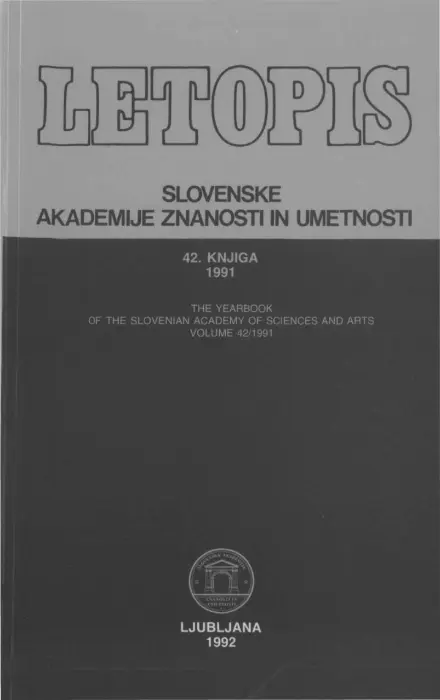 LETOPIS
SLOVENSKE
AKADEMIJE ZNANOSTI IN UMETNOSTI
42. KNJIGA
1991
THE YEARBOOK
OF THE SLOVENIAN ACADEMY OF SCIENCES AND ARTS
VOLUME 42/1991
LJUBLJANA
1992